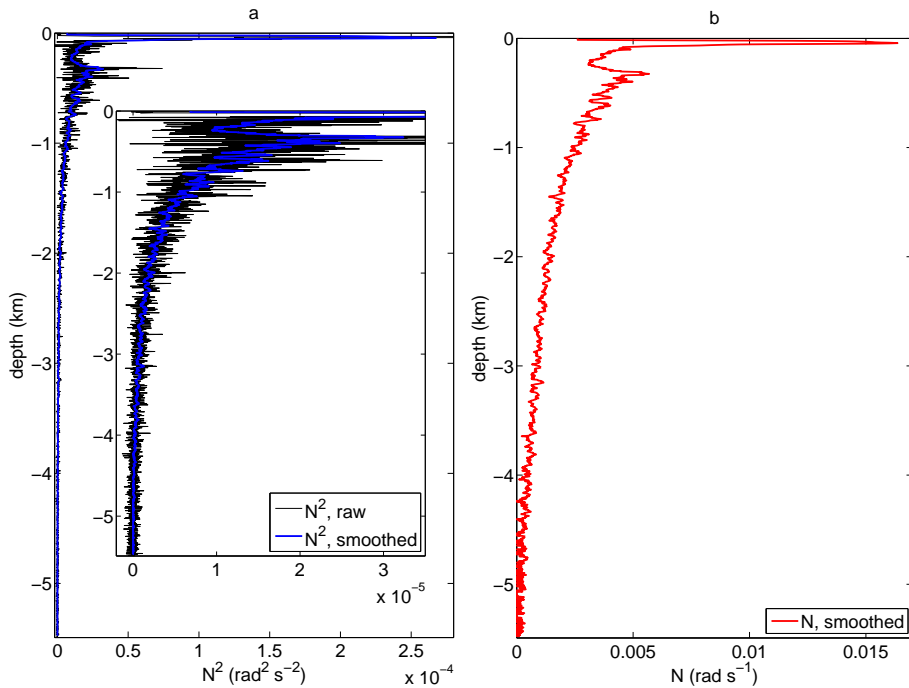 a
0
−1
−2
−3
−4
−5
depth (km)
0
0.5
1
1.5
2
2.5
x 10⁻⁴
N² (rad² s⁻²)
0
−1
−2
−3
−4
−5
0
1
2
3
x 10⁻⁵
N², raw
N², smoothed
b
0
−1
−2
−3
−4
−5
depth (km)
0
0.005
0.01
0.015
N (rad s⁻¹)
N, smoothed